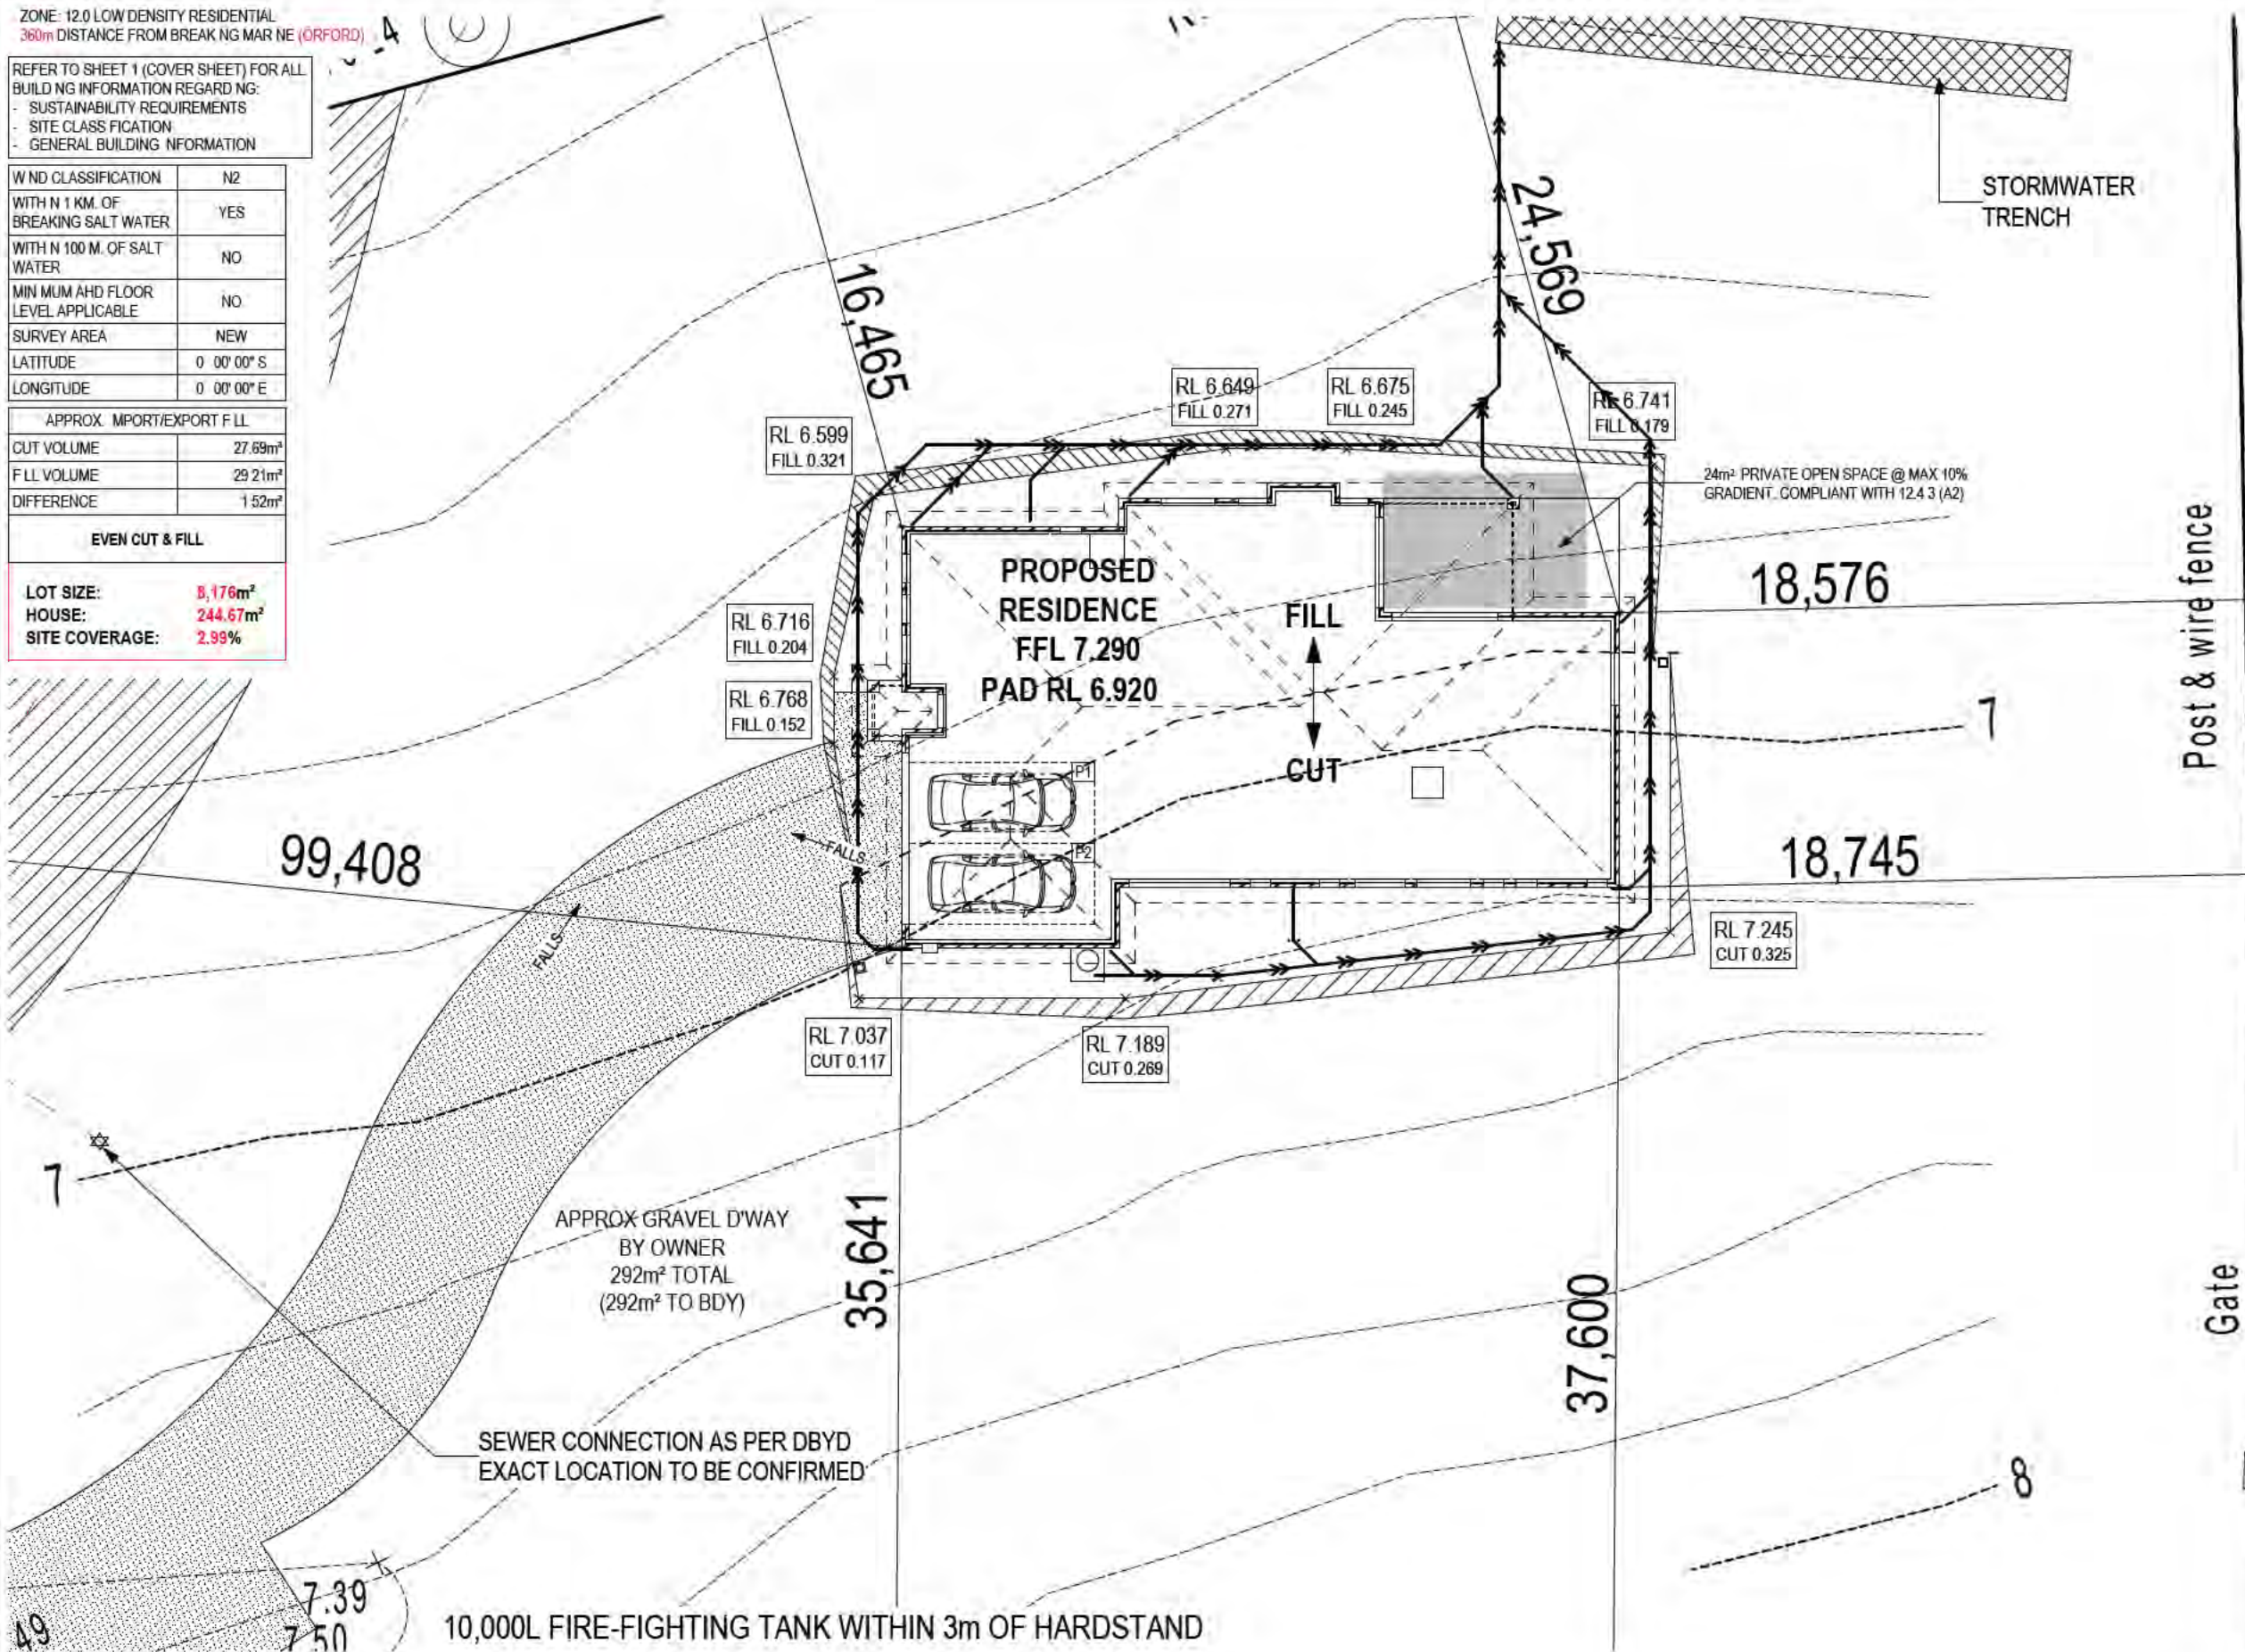 ZONE: 12.0 LOW DENSITY RESIDENTIAL
360m DISTANCE FROM BREAK NG MAR NE (ORFORD)
REFER TO SHEET 1 (COVER SHEET) FOR ALL
BUILD NG INFORMATION REGARD NG:
- SUSTAINABILITY REQUIREMENTS
- SITE CLASS FICATION
- GENERAL BUILDING NFORMATION
W ND CLASSIFICATION N2
WITH N 1 KM. OF
BREAKING SALT WATER YES
WITH N 100 M. OF SALT
WATER NO
MIN MUM AHD FLOOR
LEVEL APPLICABLE NO
SURVEY AREA NEW
LATITUDE 0 00' 00" S
LONGITUDE 0 00' 00" E
APPROX. MPORT/EXPORT F LL
CUT VOLUME 27.69m³
F LL VOLUME 29 21m³
DIFFERENCE 1 52m³
EVEN CUT & FILL
LOT SIZE: 8,176m²
HOUSE: 244.67m²
SITE COVERAGE: 2.99%
STORMWATER
TRENCH
24,569
16,465
RL 6.649
FILL 0.271
RL 6.675
FILL 0.245
RL 6.741
FILL 0.179
RL 6.599
FILL 0.321
24m² PRIVATE OPEN SPACE @ MAX 10%
GRADIENT. COMPLIANT WITH 12.4 3 (A2)
Post & wire fence
PROPOSED
RESIDENCE
FFL 7.290
PAD RL 6.920
FILL
CUT
18,576
RL 6.716
FILL 0.204
RL 6.768
FILL 0.152
7
P1
P2
FALLS
99,408
18,745
FALLS
RL 7.245
CUT 0.325
RL 7.037
CUT 0.117
RL 7.189
CUT 0.269
7
APPROX GRAVEL D'WAY
BY OWNER
292m² TOTAL
(292m² TO BDY)
35,641
37,600
Gate
SEWER CONNECTION AS PER DBYD
EXACT LOCATION TO BE CONFIRMED
8
7.39
7.50
49
10,000L FIRE-FIGHTING TANK WITHIN 3m OF HARDSTAND